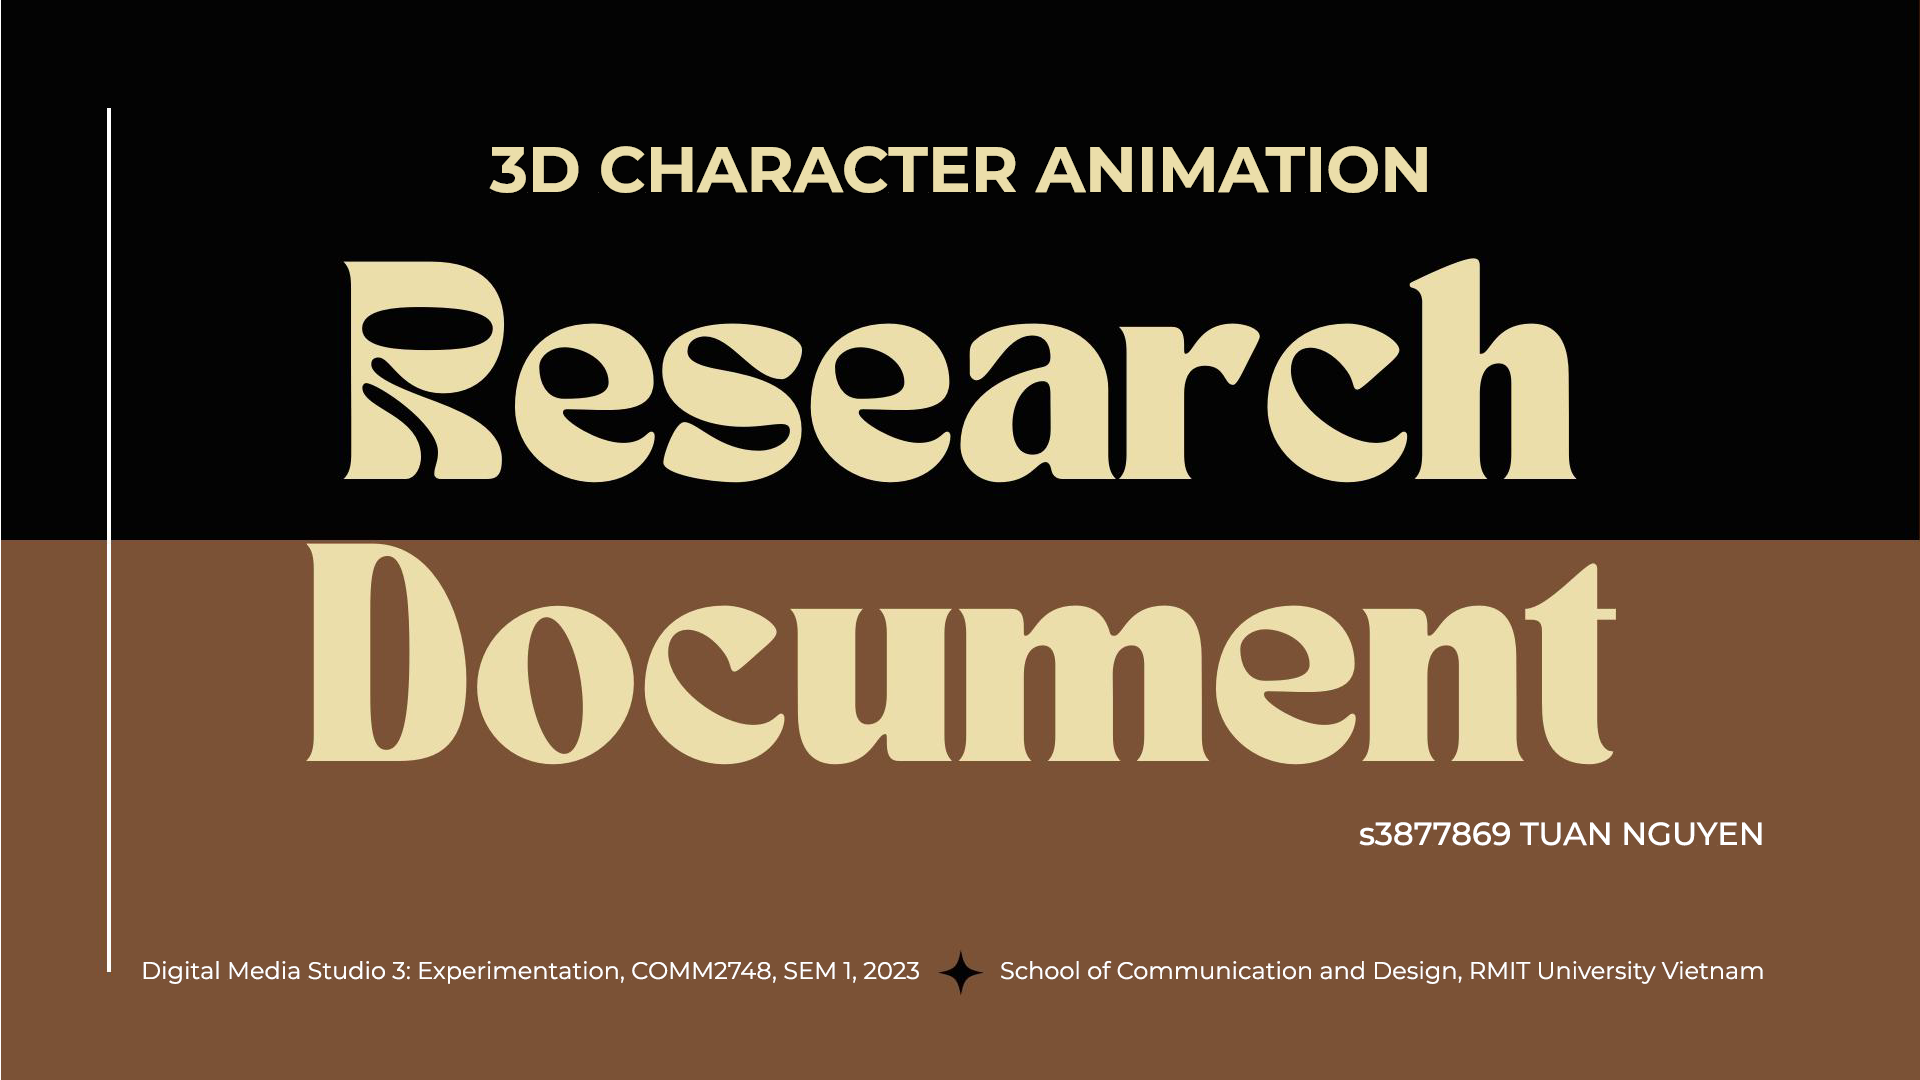 3D CHARACTER ANIMATION
Research
Document
s3877869 TUAN NGUYEN
Digital Media Studio 3: Experimentation, COMM2748, SEM 1, 2023
School of Communication and Design, RMIT University Vietnam